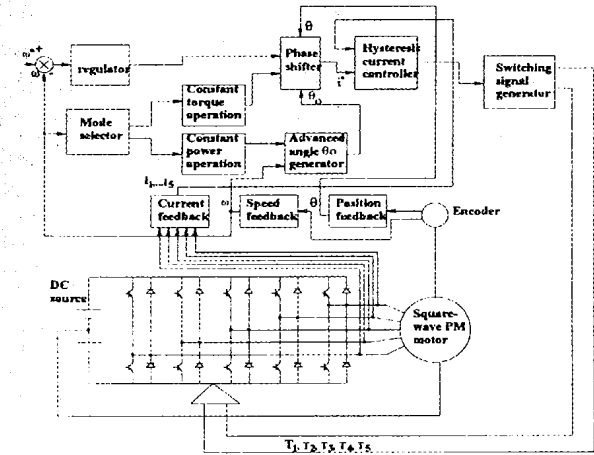 θ
ω*+
ω
-
regulator
Phase
shifter
Hysteresis
current
controller
Switching
signal
generator
i*
θo
Constant
torque
operation
Mode
selector
Constant
power
operation
Advanced
angle θo
generator
i1...i5
Current
feedback
ω
Speed
feedback
θ
Position
feedback
Encoder
DC
source
Square-
wave PM
motor
T1, T2, T3, T4, T5